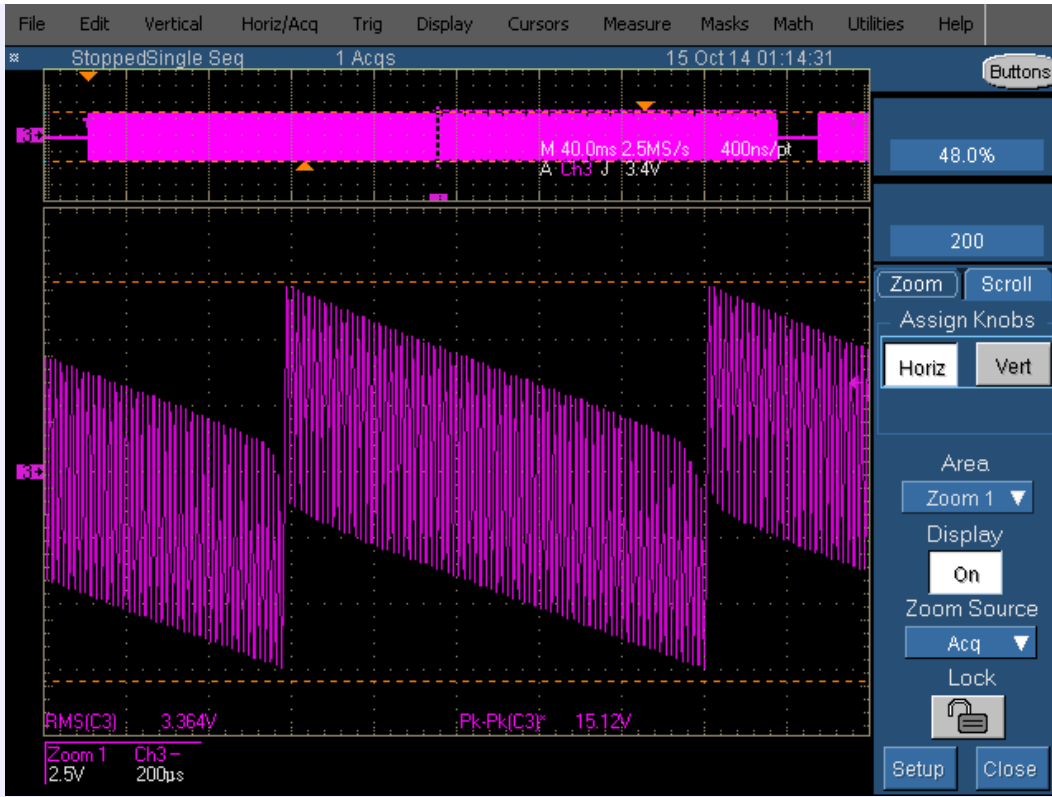 File Edit Vertical Horiz/Acq Trig Display Cursors Measure Masks Math Utilities Help
StoppedSingle Seq 1 Acqs 15 Oct 14 01:14:31
Buttons
3
M 40.0ms 2.5MS/s 400ns/pt
A Ch3 J 3.4V
48.0%
200
Zoom Scroll
Assign Knobs
Horiz Vert
3
Area
Zoom 1
Display
On
Zoom Source
Acq
Lock
RMS(C3) 3.364V Pk-Pk(C3)* 15.12V
Zoom 1 Ch3
2.5V 200µs
Setup Close